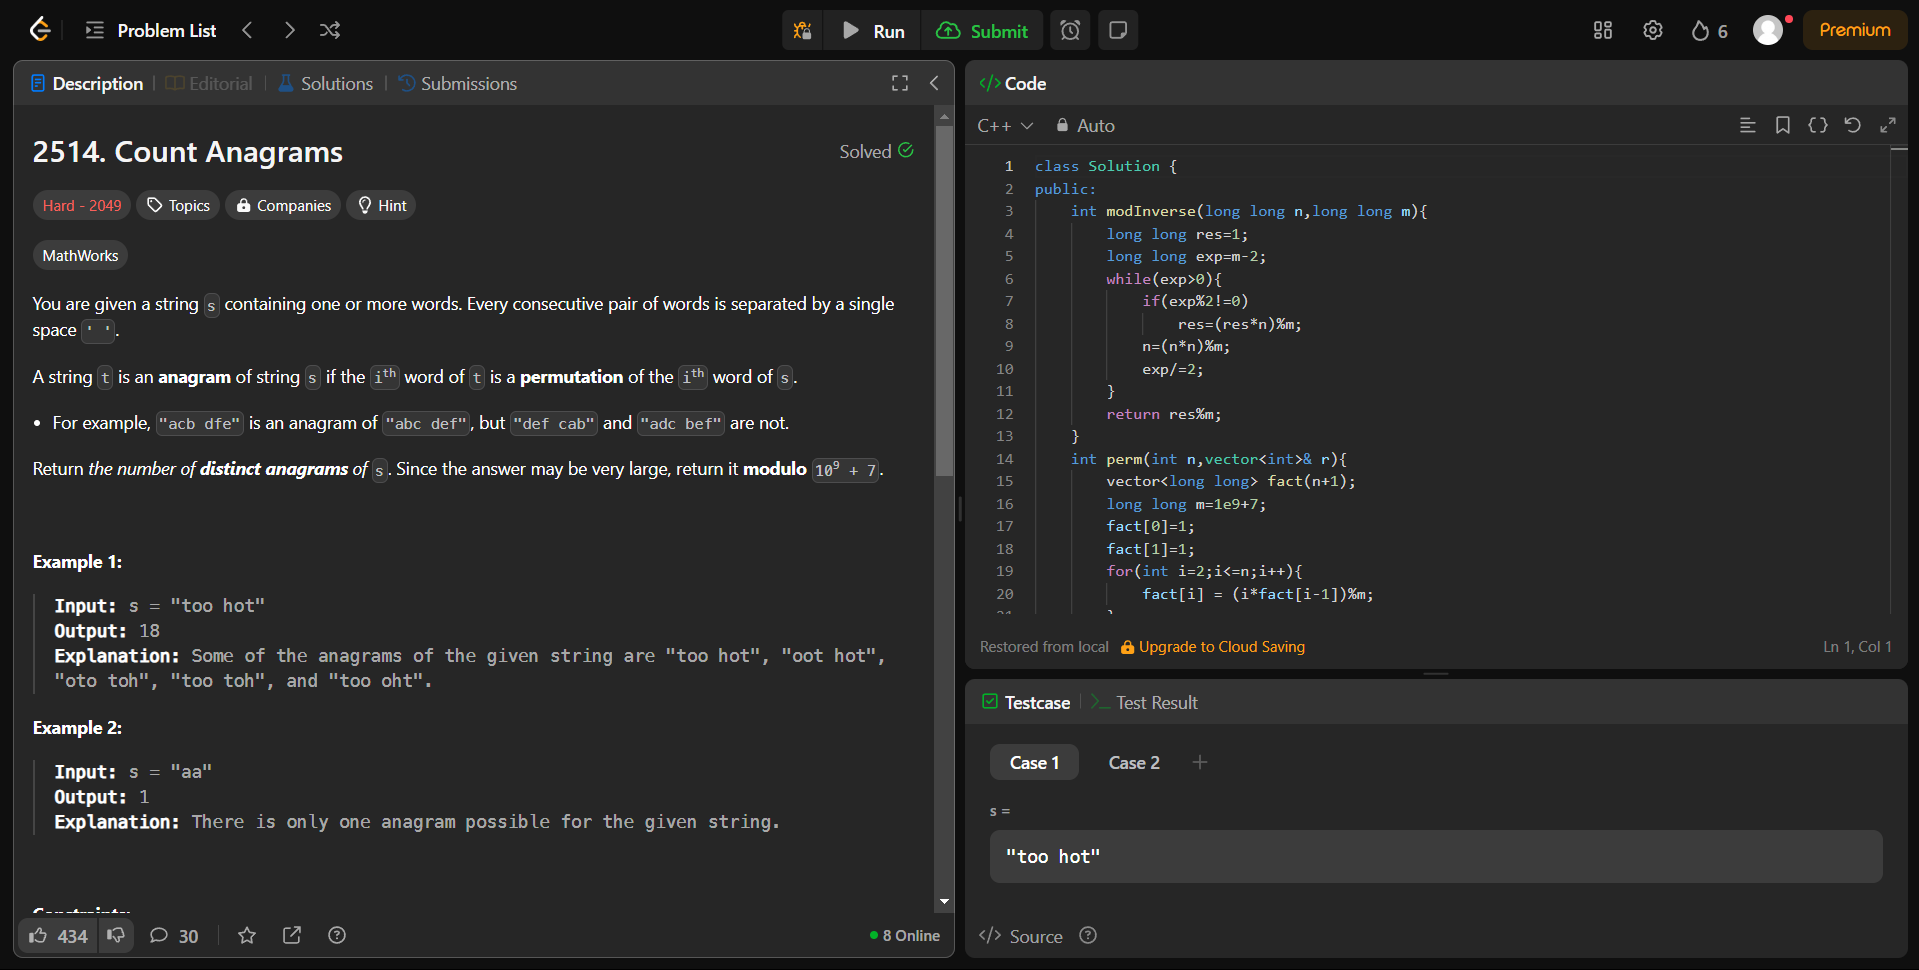 Problem List
Run
Submit
6
Premium
Description
Editorial
Solutions
Submissions
2514. Count Anagrams
Solved
Hard - 2049
Topics
Companies
Hint
MathWorks
You are given a string s containing one or more words. Every consecutive pair of words is separated by a single
space ' '.
A string t is an anagram of string s if the ith word of t is a permutation of the ith word of s.
• For example, "acb dfe" is an anagram of "abc def", but "def cab" and "adc bef" are not.
Return the number of distinct anagrams of s. Since the answer may be very large, return it modulo 10⁹ + 7.
Example 1:
Input: s = "too hot"
Output: 18
Explanation: Some of the anagrams of the given string are "too hot", "oot hot",
"oto toh", "too toh", and "too oht".
Example 2:
Input: s = "aa"
Output: 1
Explanation: There is only one anagram possible for the given string.
Constraints:
434
30
8 Online
</> Code
C++
Auto
1 class Solution {
2 public:
3 int modInverse(long long n,long long m){
4 long long res=1;
5 long long exp=m-2;
6 while(exp>0){
7 if(exp%2!=0)
8 res=(res*n)%m;
9 n=(n*n)%m;
10 exp/=2;
11 }
12 return res%m;
13 }
14 int perm(int n,vector<int>& r){
15 vector<long long> fact(n+1);
16 long long m=1e9+7;
17 fact[0]=1;
18 fact[1]=1;
19 for(int i=2;i<=n;i++){
20 fact[i] = (i*fact[i-1])%m;
21 }
Restored from local
Upgrade to Cloud Saving
Ln 1, Col 1
Testcase
Test Result
Case 1
Case 2
s =
"too hot"
</> Source